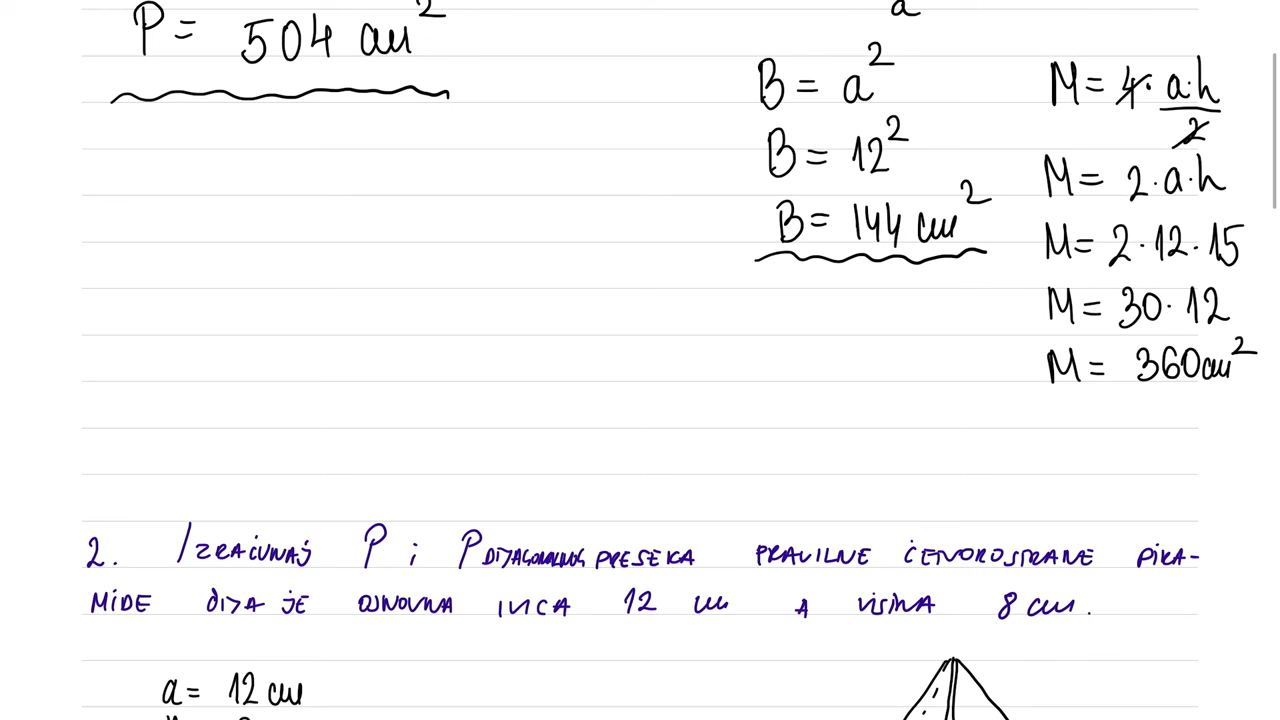 P = 504 cm²
a
B = a²
B = 12²
B = 144 cm²
M = 4 · a·h / 2
M = 2 · a · h
M = 2 · 12 · 15
M = 30 · 12
M = 360 cm²
2. IZRAČUNAJ P i P DIJAGONALNOG PRESEKA PRAVILNE ČETVOROSTRANE PIRA-
MIDE ČIJA JE OSNOVNA IVICA 12 cm A VISINA 8 cm.
a = 12 cm